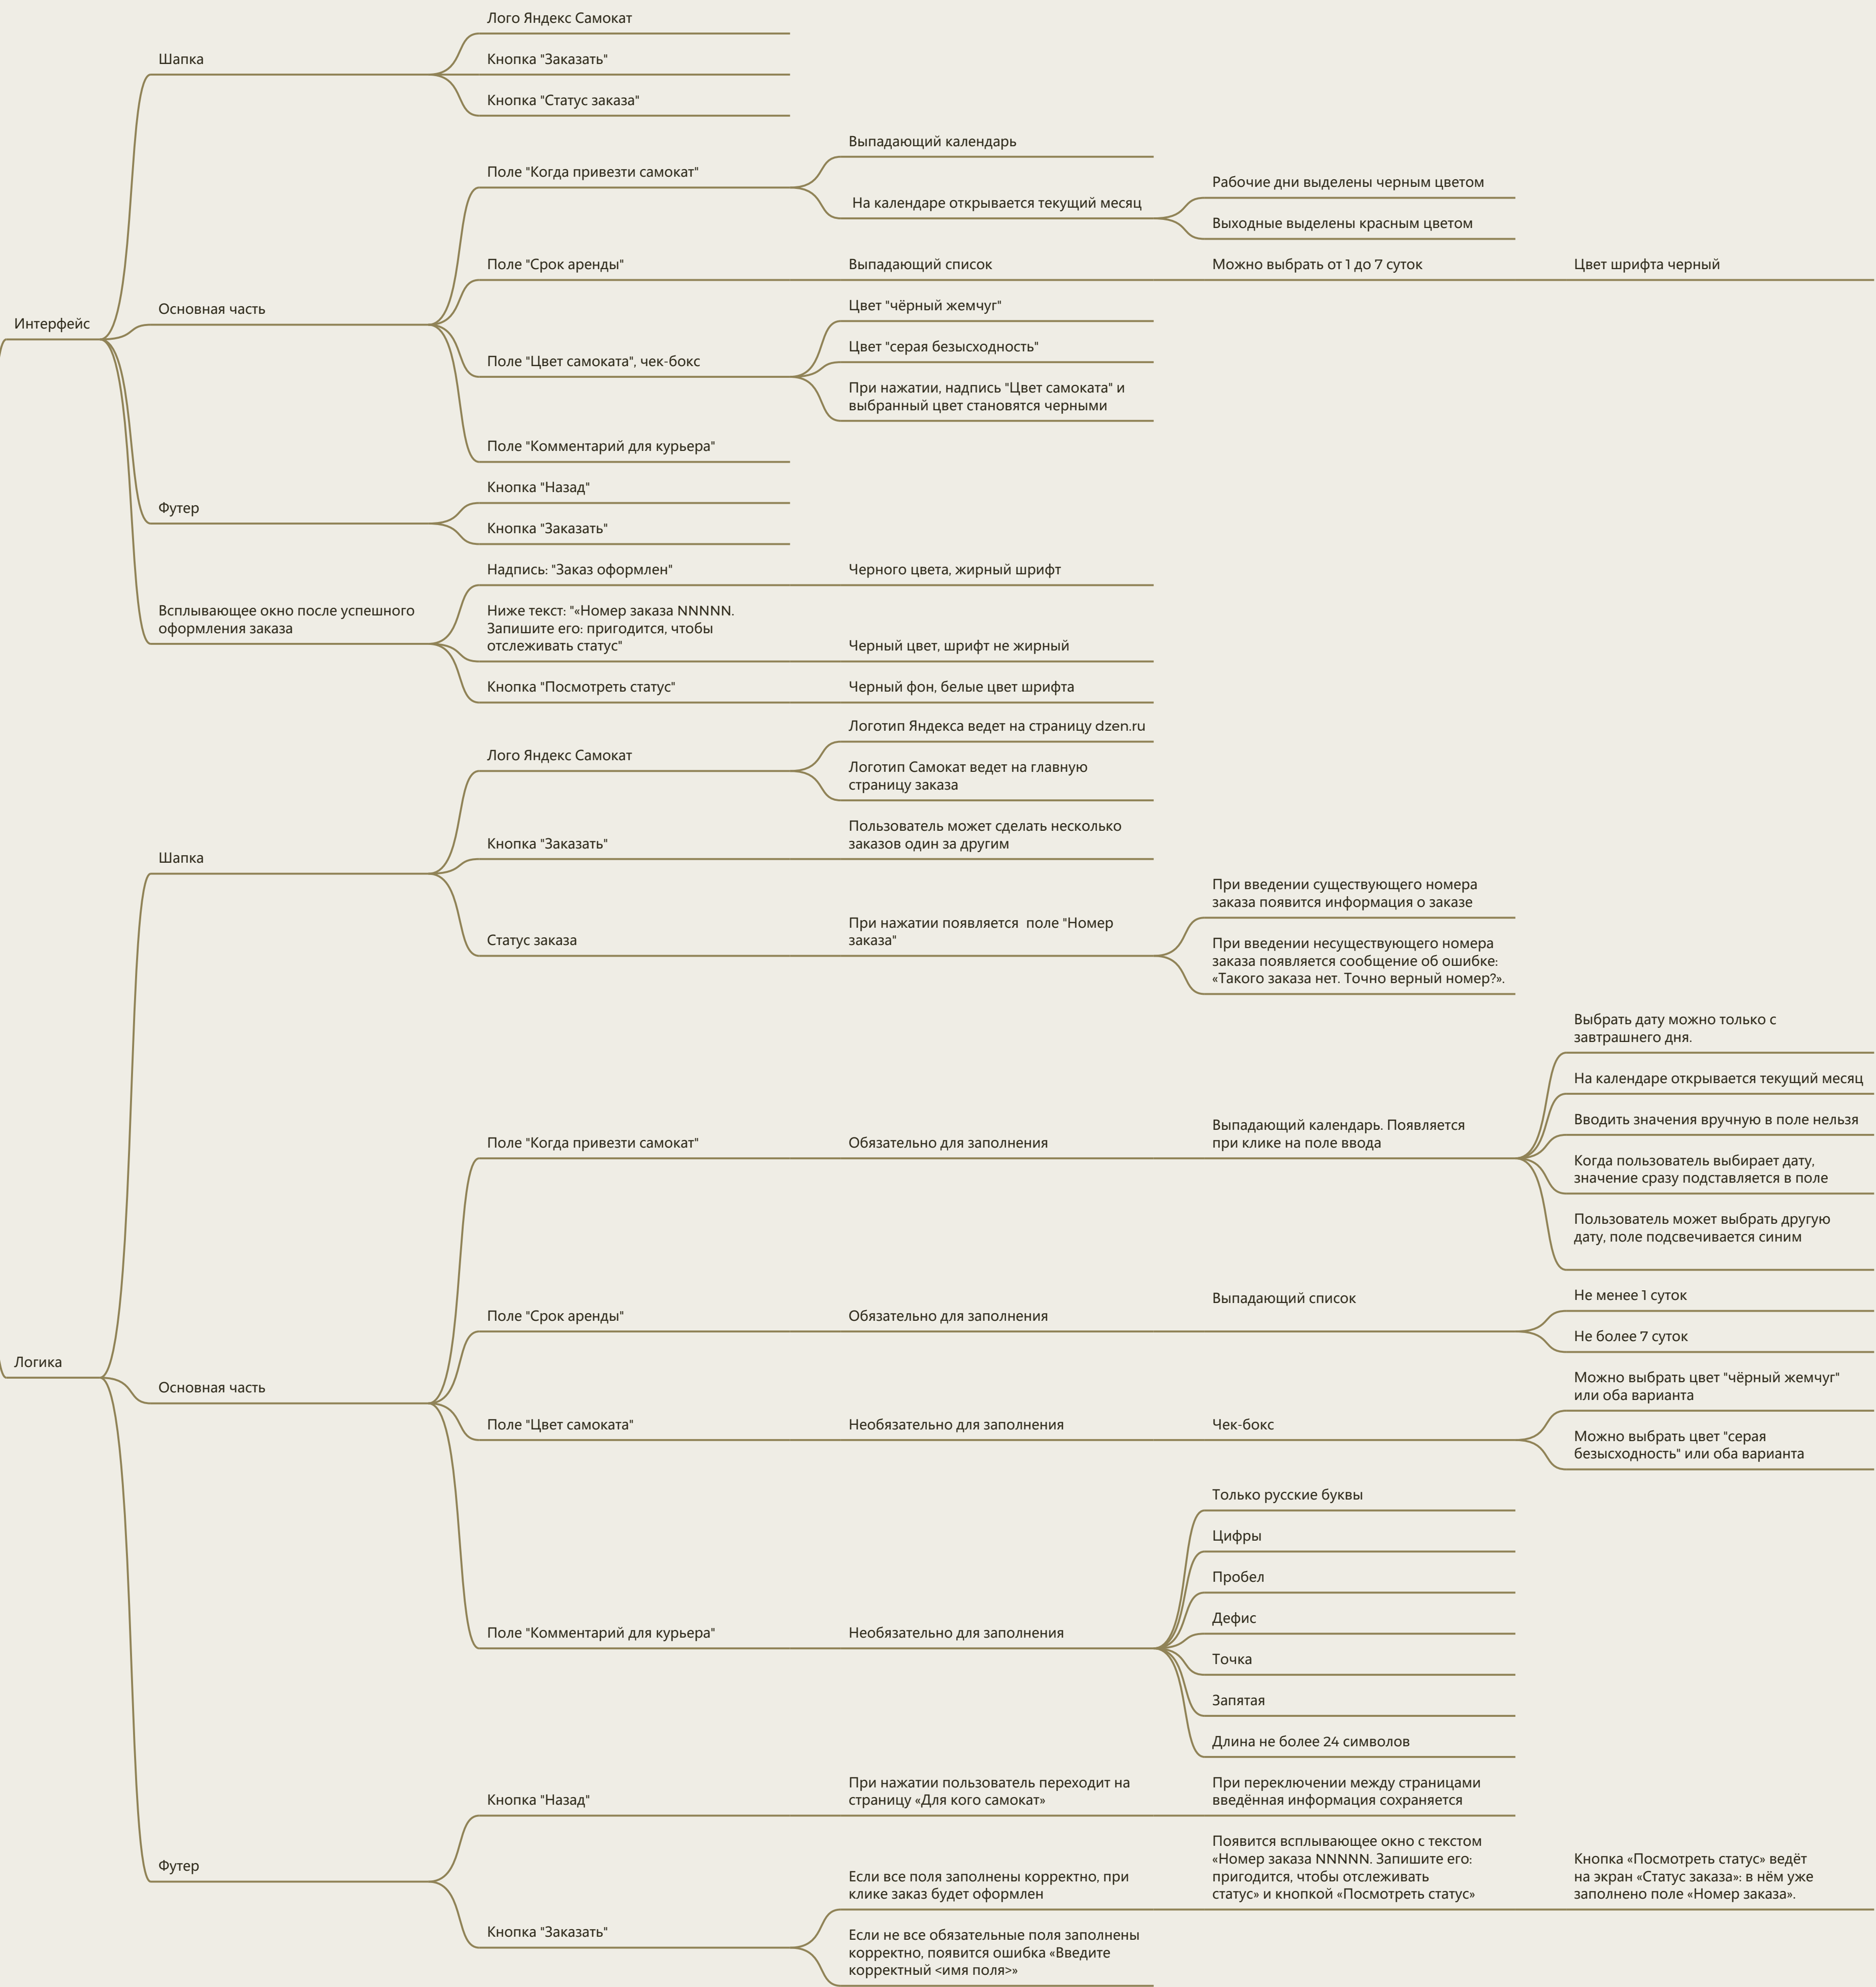 Интерфейс
Шапка
Лого Яндекс Самокат
Кнопка "Заказать"
Кнопка "Статус заказа"
Основная часть
Поле "Когда привезти самокат"
Выпадающий календарь
На календаре открывается текущий месяц
Рабочие дни выделены черным цветом
Выходные выделены красным цветом
Поле "Срок аренды"
Выпадающий список
Можно выбрать от 1 до 7 суток
Цвет шрифта черный
Поле "Цвет самоката", чек-бокс
Цвет "чёрный жемчуг"
Цвет "серая безысходность"
При нажатии, надпись "Цвет самоката" и
выбранный цвет становятся черными
Поле "Комментарий для курьера"
Футер
Кнопка "Назад"
Кнопка "Заказать"
Всплывающее окно после успешного
оформления заказа
Надпись: "Заказ оформлен"
Черного цвета, жирный шрифт
Ниже текст: "«Номер заказа NNNNN.
Запишите его: пригодится, чтобы
отслеживать статус"
Черный цвет, шрифт не жирный
Кнопка "Посмотреть статус"
Черный фон, белые цвет шрифта
Логика
Шапка
Лого Яндекс Самокат
Логотип Яндекса ведет на страницу dzen.ru
Логотип Самокат ведет на главную
страницу заказа
Кнопка "Заказать"
Пользователь может сделать несколько
заказов один за другим
Статус заказа
При нажатии появляется  поле "Номер
заказа"
При введении существующего номера
заказа появится информация о заказе
При введении несуществующего номера
заказа появляется сообщение об ошибке:
«Такого заказа нет. Точно верный номер?».
Основная часть
Поле "Когда привезти самокат"
Обязательно для заполнения
Выпадающий календарь. Появляется
при клике на поле ввода
Выбрать дату можно только с
завтрашнего дня.
На календаре открывается текущий месяц
Вводить значения вручную в поле нельзя
Когда пользователь выбирает дату,
значение сразу подставляется в поле
Пользователь может выбрать другую
дату, поле подсвечивается синим
Поле "Срок аренды"
Обязательно для заполнения
Выпадающий список
Не менее 1 суток
Не более 7 суток
Поле "Цвет самоката"
Необязательно для заполнения
Чек-бокс
Можно выбрать цвет "чёрный жемчуг"
или оба варианта
Можно выбрать цвет "серая
безысходность" или оба варианта
Поле "Комментарий для курьера"
Необязательно для заполнения
Только русские буквы
Цифры
Пробел
Дефис
Точка
Запятая
Длина не более 24 символов
Футер
Кнопка "Назад"
При нажатии пользователь переходит на
страницу «Для кого самокат»
При переключении между страницами
введённая информация сохраняется
Кнопка "Заказать"
Если все поля заполнены корректно, при
клике заказ будет оформлен
Появится всплывающее окно с текстом
«Номер заказа NNNNN. Запишите его:
пригодится, чтобы отслеживать
статус» и кнопкой «Посмотреть статус»
Кнопка «Посмотреть статус» ведёт
на экран «Статус заказа»: в нём уже
заполнено поле «Номер заказа».
Если не все обязательные поля заполнены
корректно, появится ошибка «Введите
корректный <имя поля>»